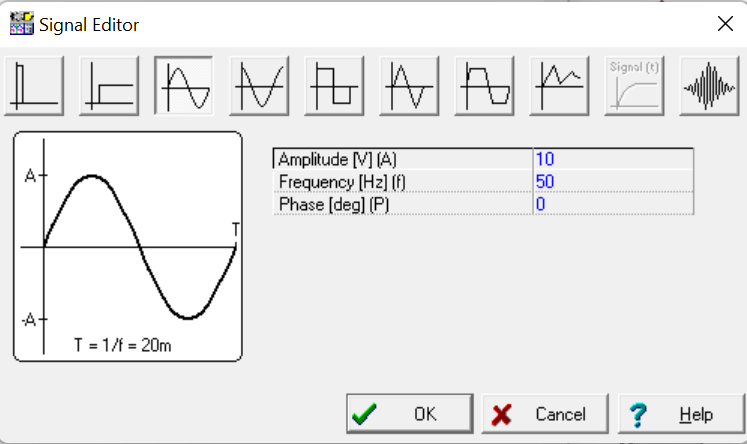 Signal Editor
Signal (t)
Amplitude [V] (A) 10
Frequency [Hz] (f) 50
Phase [deg] (P) 0
A
T
-A
T = 1/f = 20m
OK Cancel ? Help